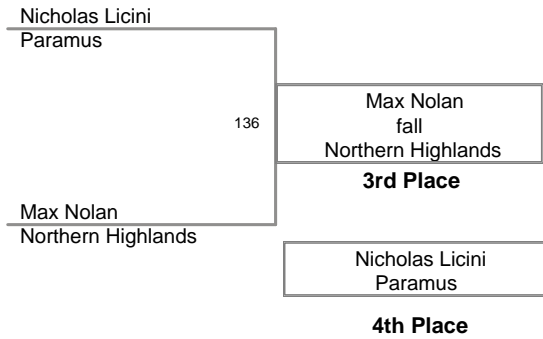 Nicholas Licini
Paramus
136
Max Nolan
fall
Northern Highlands
3rd Place
Max Nolan
Northern Highlands
Nicholas Licini
Paramus
4th Place